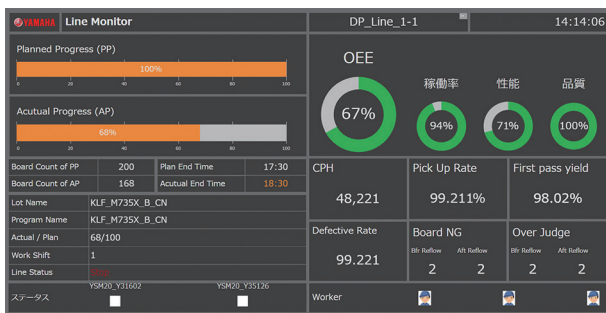 YAMAHA Line Monitor
DP_Line_1-1
14:14:06
Planned Progress (PP)
100%
0 20 40 60 80 100
Acutual Progress (AP)
68%
0 20 40 60 80 100
Board Count of PP 200 Plan End Time 17:30
Board Count of AP 168 Acutual End Time 18:30
Lot Name KLF_M735X_B_CN
Program Name KLF_M735X_B_CN
Actual / Plan 68/100
Work Shift 1
Line Status
YSM20_Y31602 YSM20_Y35126
ステータス
OEE
67%
稼働率 性能 品質
94% 71% 100%
CPH Pick Up Rate First pass yield
48,221 99.211% 98.02%
Defective Rate Board NG Over Judge
Bfr Reflow Aft Reflow Bfr Reflow Aft Reflow
99.221 2 2 2 2
Worker